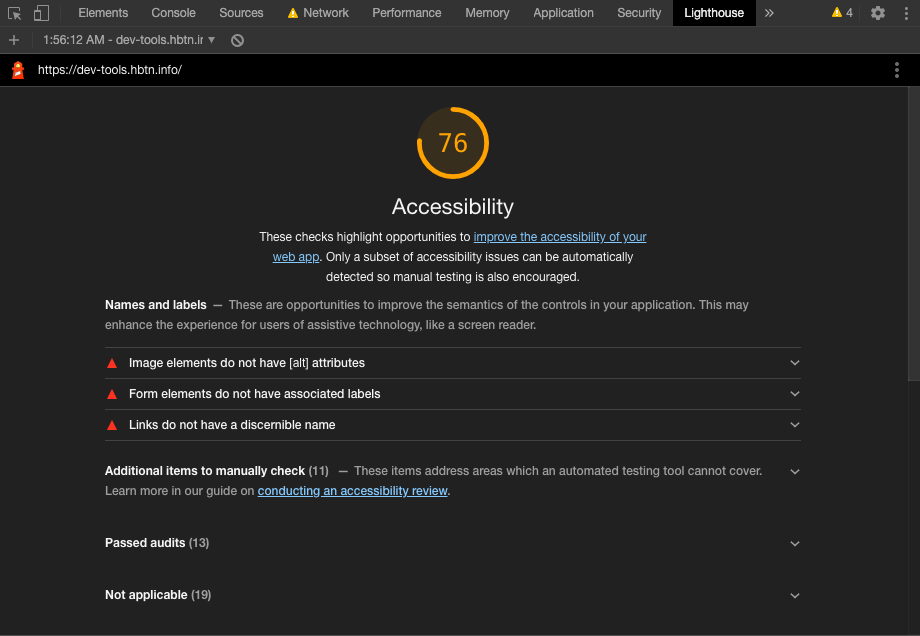 Elements Console Sources Network Performance Memory Application Security Lighthouse » 4
+ 1:56:12 AM - dev-tools.hbtn.ir
https://dev-tools.hbtn.info/
76
Accessibility
These checks highlight opportunities to improve the accessibility of your
web app. Only a subset of accessibility issues can be automatically
detected so manual testing is also encouraged.
Names and labels — These are opportunities to improve the semantics of the controls in your application. This may
enhance the experience for users of assistive technology, like a screen reader.
Image elements do not have [alt] attributes
Form elements do not have associated labels
Links do not have a discernible name
Additional items to manually check (11) — These items address areas which an automated testing tool cannot cover.
Learn more in our guide on conducting an accessibility review.
Passed audits (13)
Not applicable (19)